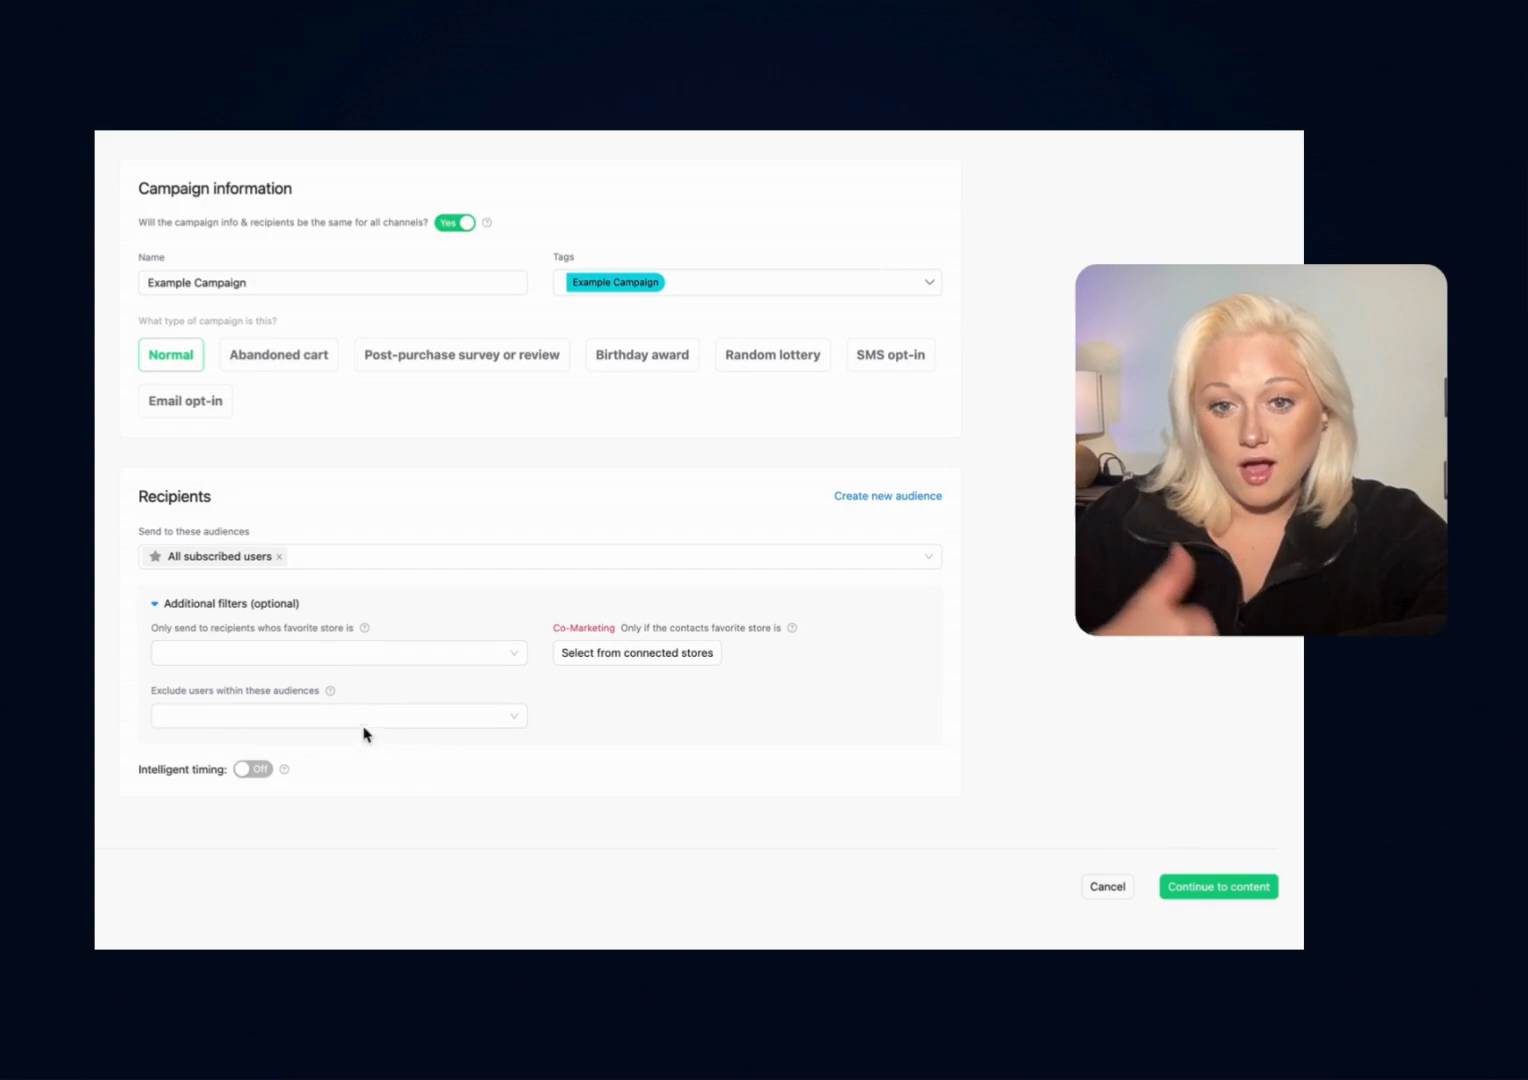 Campaign information
Will the campaign info & recipients be the same for all channels? Yes
Name
Tags
Example Campaign
Example Campaign
What type of campaign is this?
Normal
Abandoned cart
Post-purchase survey or review
Birthday award
Random lottery
SMS opt-in
Email opt-in
Recipients
Create new audience
Send to these audiences
All subscribed users ×
Additional filters (optional)
Only send to recipients whos favorite store is
Co-Marketing Only if the contacts favorite store is
Select from connected stores
Exclude users within these audiences
Intelligent timing: Off
Cancel
Continue to content